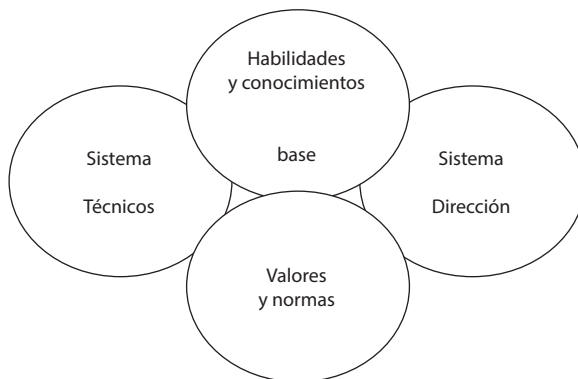 Habilidades
y conocimientos
base
Sistema
Técnicos
Sistema
Dirección
Valores
y normas